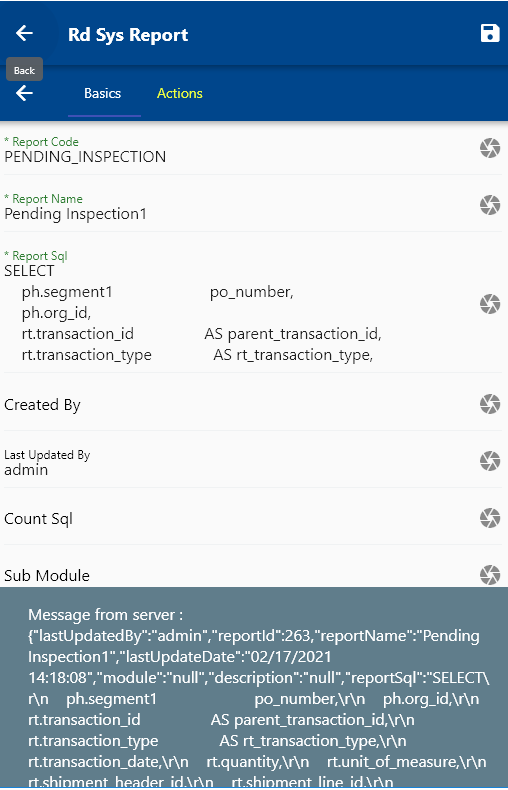 Rd Sys Report
Back
Basics Actions
* Report Code
PENDING_INSPECTION
* Report Name
Pending Inspection1
* Report Sql
SELECT
ph.segment1 po_number,
ph.org_id,
rt.transaction_id AS parent_transaction_id,
rt.transaction_type AS rt_transaction_type,
Created By
Last Updated By
admin
Count Sql
Sub Module
Message from server :
{"lastUpdatedBy":"admin","reportId":263,"reportName":"Pending
Inspection1","lastUpdateDate":"02/17/2021
14:18:08","module":"null","description":"null","reportSql":"SELECT\
r\n ph.segment1 po_number,\r\n ph.org_id,\r\n
rt.transaction_id AS parent_transaction_id,\r\n
rt.transaction_type AS rt_transaction_type,\r\n
rt.transaction_date,\r\n rt.quantity,\r\n rt.unit_of_measure,\r\n
rt.shipment_header_id,\r\n rt.shipment_line_id,\r\n